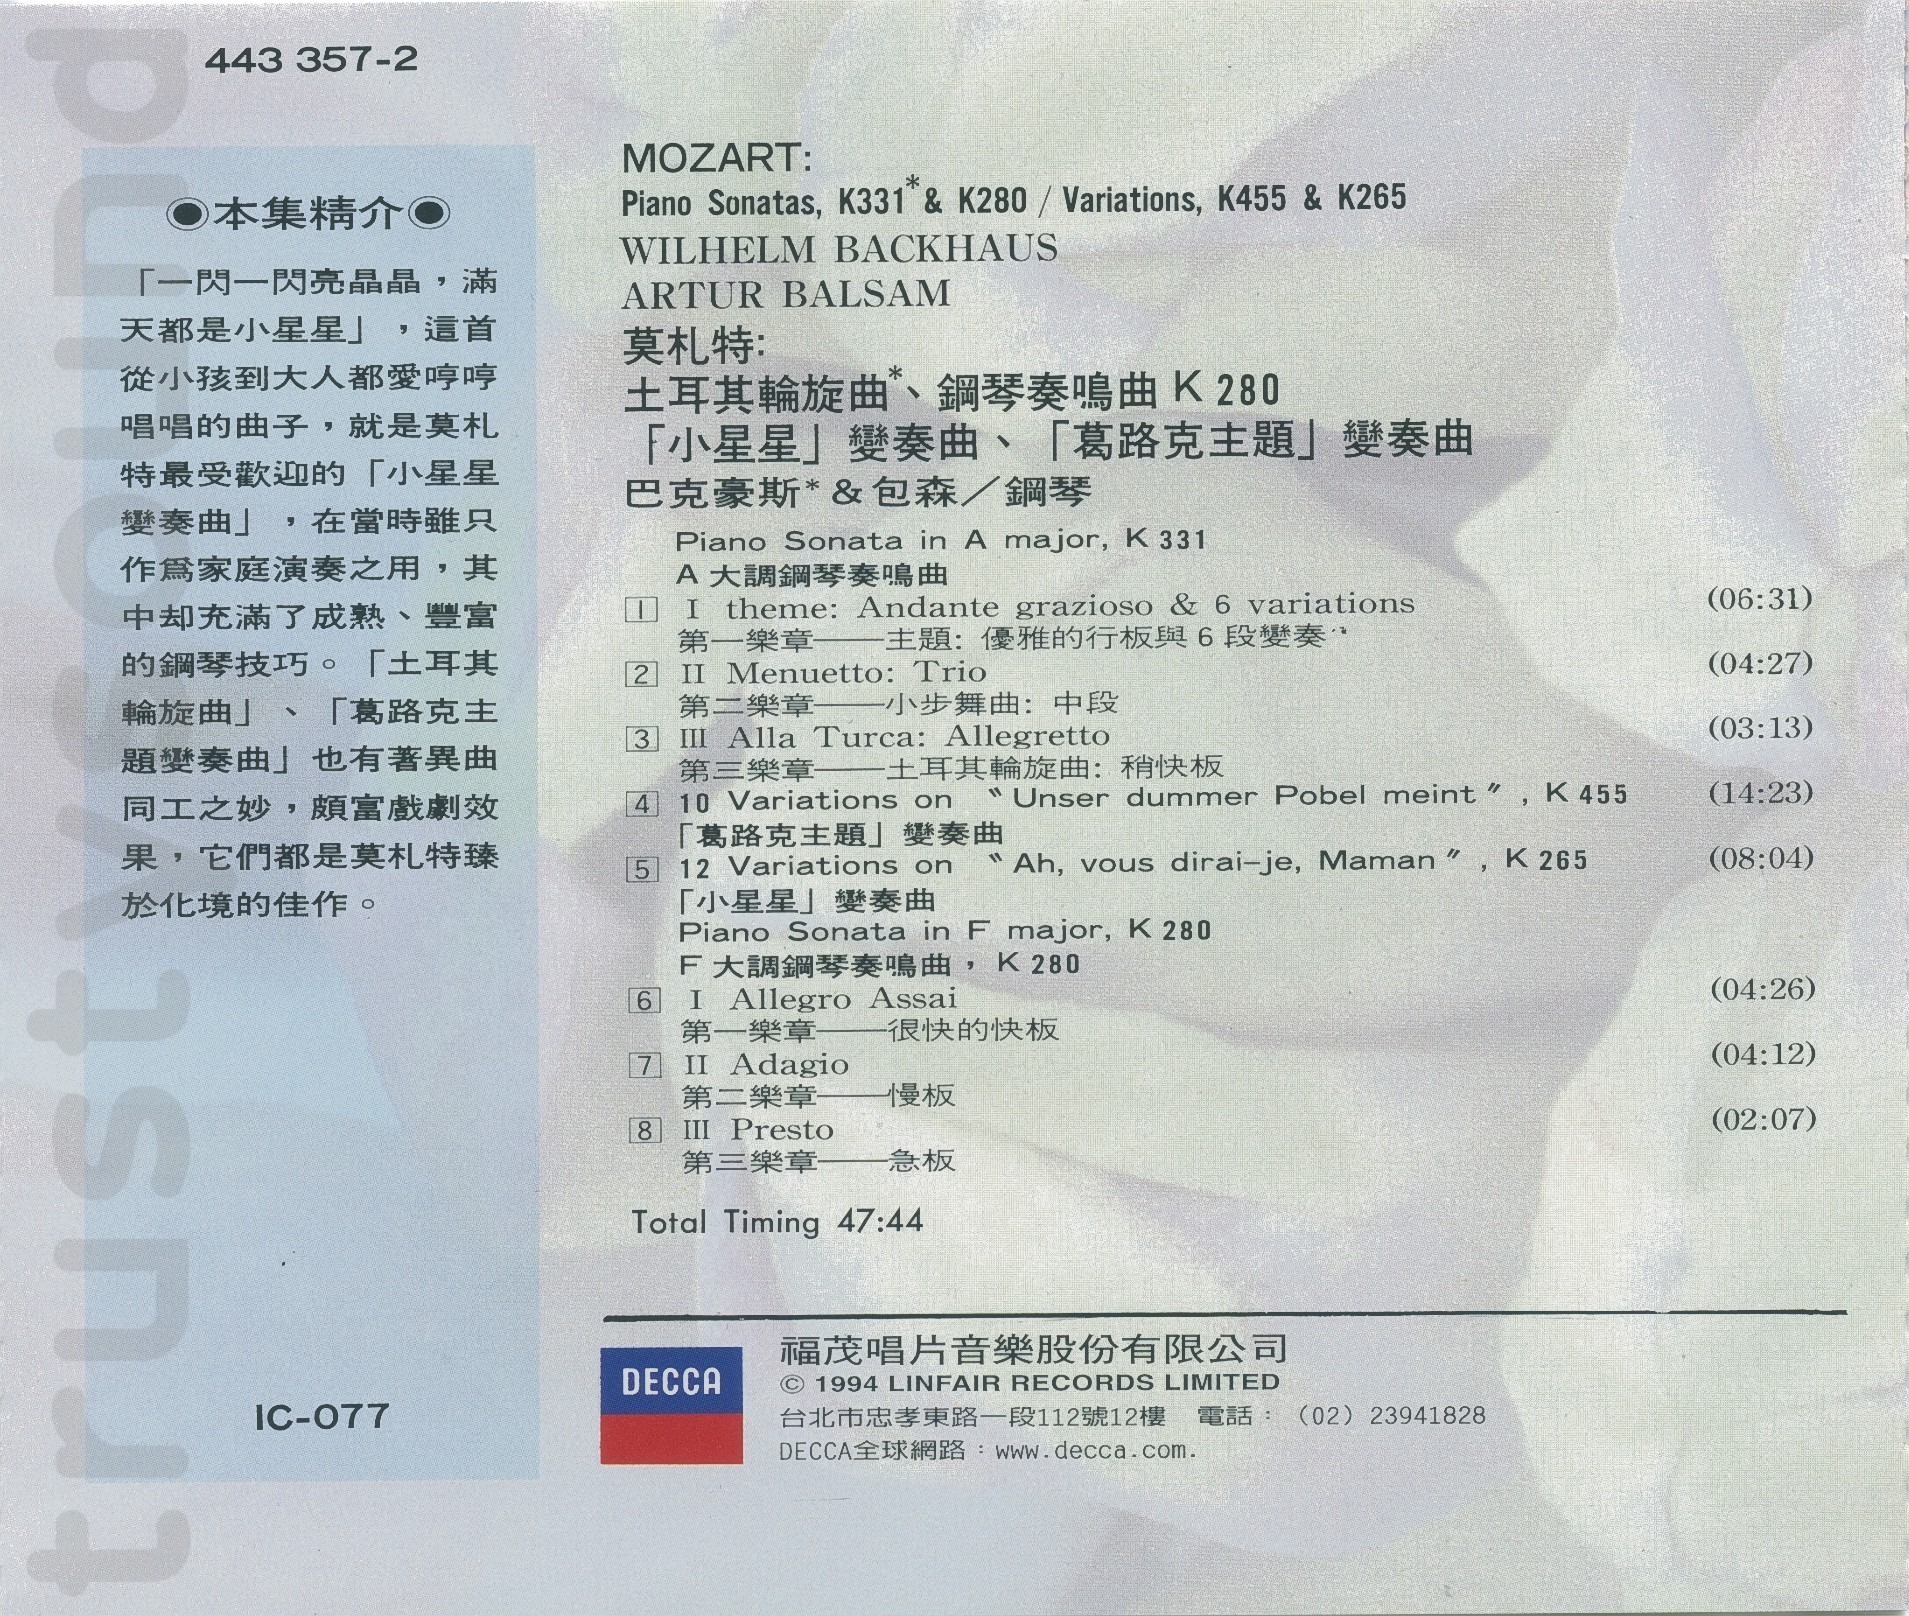 443 357-2
◉本集精介◉
「一閃一閃亮晶晶，滿
天都是小星星」，這首
從小孩到大人都愛哼哼
唱唱的曲子，就是莫札
特最受歡迎的「小星星
變奏曲」，在當時雖只
作爲家庭演奏之用，其
中却充滿了成熟、豐富
的鋼琴技巧。「土耳其
輪旋曲」、「葛路克主
題變奏曲」也有著異曲
同工之妙，頗富戲劇效
果，它們都是莫札特臻
於化境的佳作。
IC-077
MOZART:
Piano Sonatas, K331* & K280 / Variations, K455 & K265
WILHELM BACKHAUS
ARTUR BALSAM
莫札特:
土耳其輪旋曲*、鋼琴奏鳴曲 K 280
「小星星」變奏曲、「葛路克主題」變奏曲
巴克豪斯* & 包森／鋼琴
Piano Sonata in A major, K 331
A 大調鋼琴奏鳴曲
1 I theme: Andante grazioso & 6 variations (06:31)
第一樂章——主題: 優雅的行板與 6 段變奏
2 II Menuetto: Trio (04:27)
第二樂章——小步舞曲: 中段
3 III Alla Turca: Allegretto (03:13)
第三樂章——土耳其輪旋曲: 稍快板
4 10 Variations on 〝Unser dummer Pobel meint〞, K 455 (14:23)
「葛路克主題」變奏曲
5 12 Variations on 〝Ah, vous dirai-je, Maman〞, K 265 (08:04)
「小星星」變奏曲
Piano Sonata in F major, K 280
F 大調鋼琴奏鳴曲，K 280
6 I Allegro Assai (04:26)
第一樂章——很快的快板
7 II Adagio (04:12)
第二樂章——慢板
8 III Presto (02:07)
第三樂章——急板
Total Timing 47:44
DECCA
福茂唱片音樂股份有限公司
© 1994 LINFAIR RECORDS LIMITED
台北市忠孝東路一段112號12樓 電話：（02）23941828
DECCA全球網路：www.decca.com.
trustysound